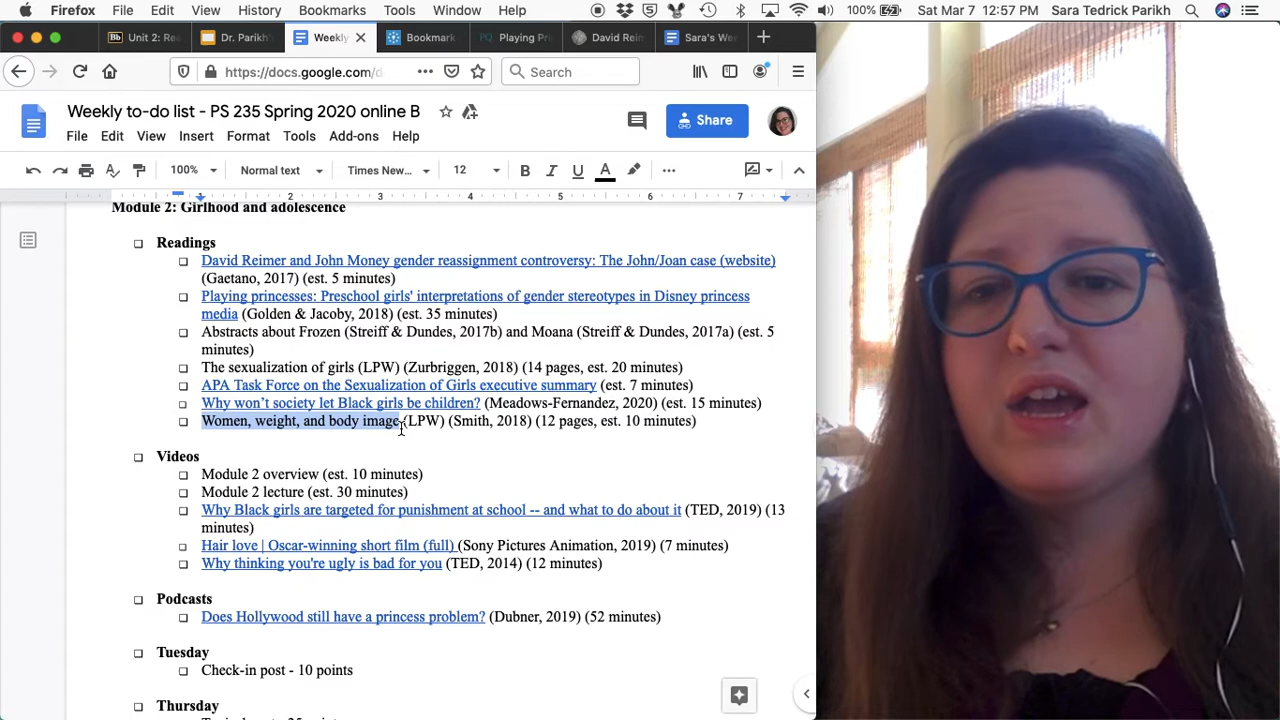 Firefox File Edit View History Bookmarks Tools Window Help 100% Sat Mar 7 12:57 PM Sara Tedrick Parikh
Bb Unit 2: Re Dr. Parikh' Weekly Bookmark PQ Playing Pr David Rein Sara's We
https://docs.google.com/d Search
Weekly to-do list - PS 235 Spring 2020 online B
File Edit View Insert Format Tools Add-ons Help
Share
100% Normal text Times New... 12 B I U A
1 2 3 4 5 6 7
Module 2: Girlhood and adolescence
Readings
David Reimer and John Money gender reassignment controversy: The John/Joan case (website)
(Gaetano, 2017) (est. 5 minutes)
Playing princesses: Preschool girls' interpretations of gender stereotypes in Disney princess
media (Golden & Jacoby, 2018) (est. 35 minutes)
Abstracts about Frozen (Streiff & Dundes, 2017b) and Moana (Streiff & Dundes, 2017a) (est. 5
minutes)
The sexualization of girls (LPW) (Zurbriggen, 2018) (14 pages, est. 20 minutes)
APA Task Force on the Sexualization of Girls executive summary (est. 7 minutes)
Why won't society let Black girls be children? (Meadows-Fernandez, 2020) (est. 15 minutes)
Women, weight, and body image (LPW) (Smith, 2018) (12 pages, est. 10 minutes)
Videos
Module 2 overview (est. 10 minutes)
Module 2 lecture (est. 30 minutes)
Why Black girls are targeted for punishment at school -- and what to do about it (TED, 2019) (13
minutes)
Hair love | Oscar-winning short film (full) (Sony Pictures Animation, 2019) (7 minutes)
Why thinking you're ugly is bad for you (TED, 2014) (12 minutes)
Podcasts
Does Hollywood still have a princess problem? (Dubner, 2019) (52 minutes)
Tuesday
Check-in post - 10 points
Thursday